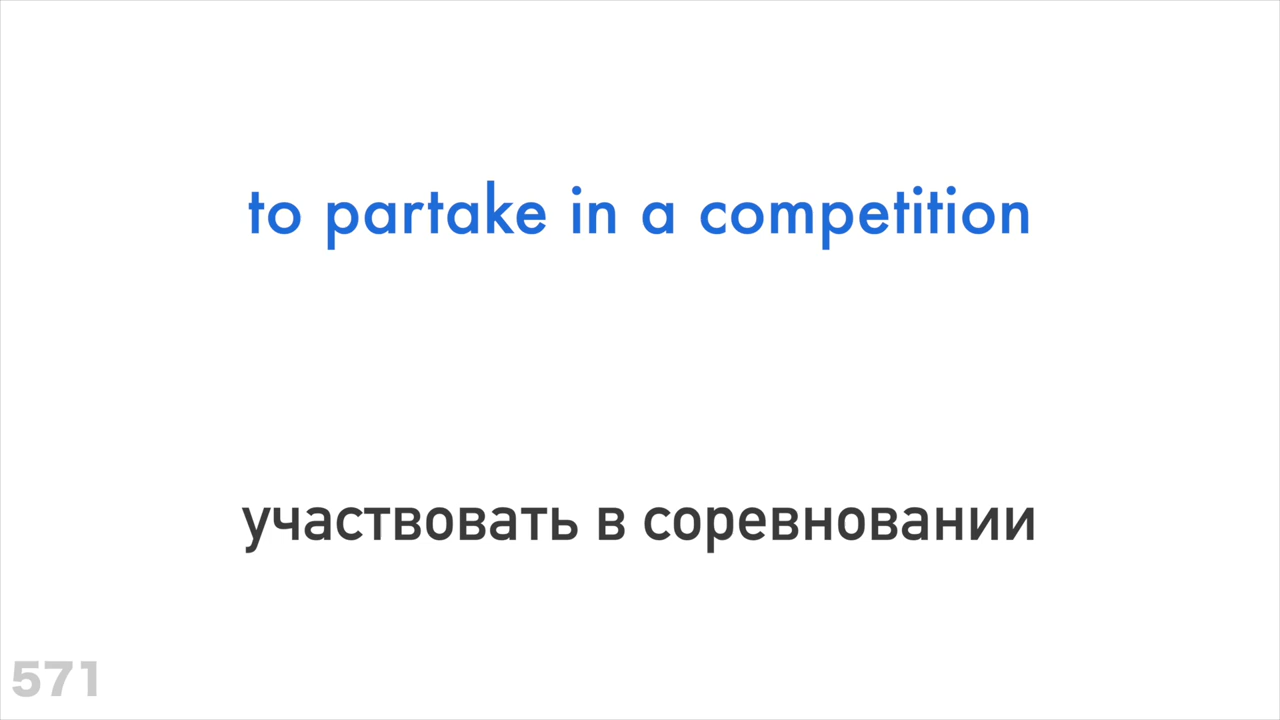 to partake in a competition
участвовать в соревновании
571